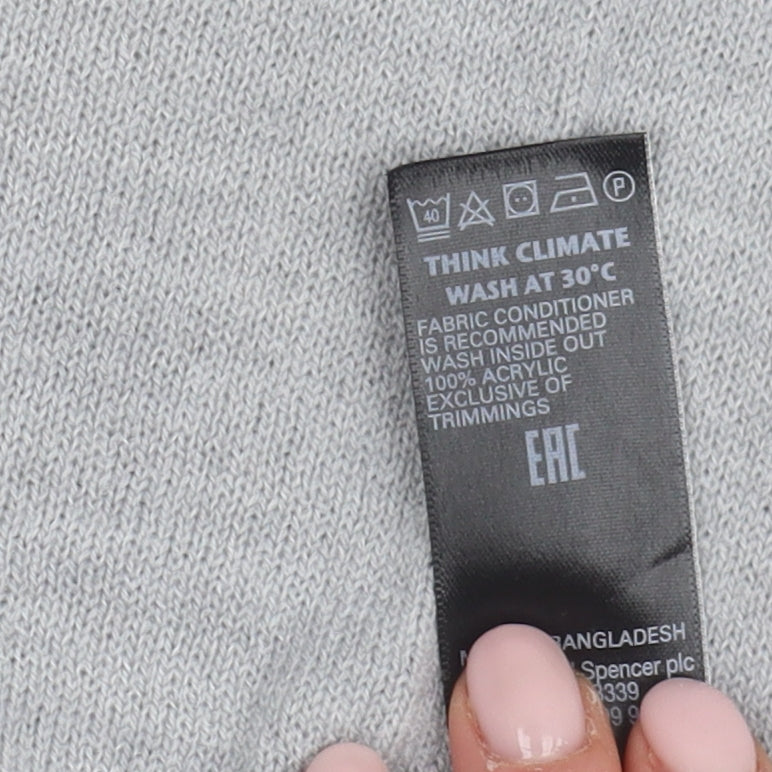 40 P
THINK CLIMATE
WASH AT 30°C
FABRIC CONDITIONER
IS RECOMMENDED
WASH INSIDE OUT
100% ACRYLIC
EXCLUSIVE OF
TRIMMINGS
EAC
BANGLADESH
Spencer plc